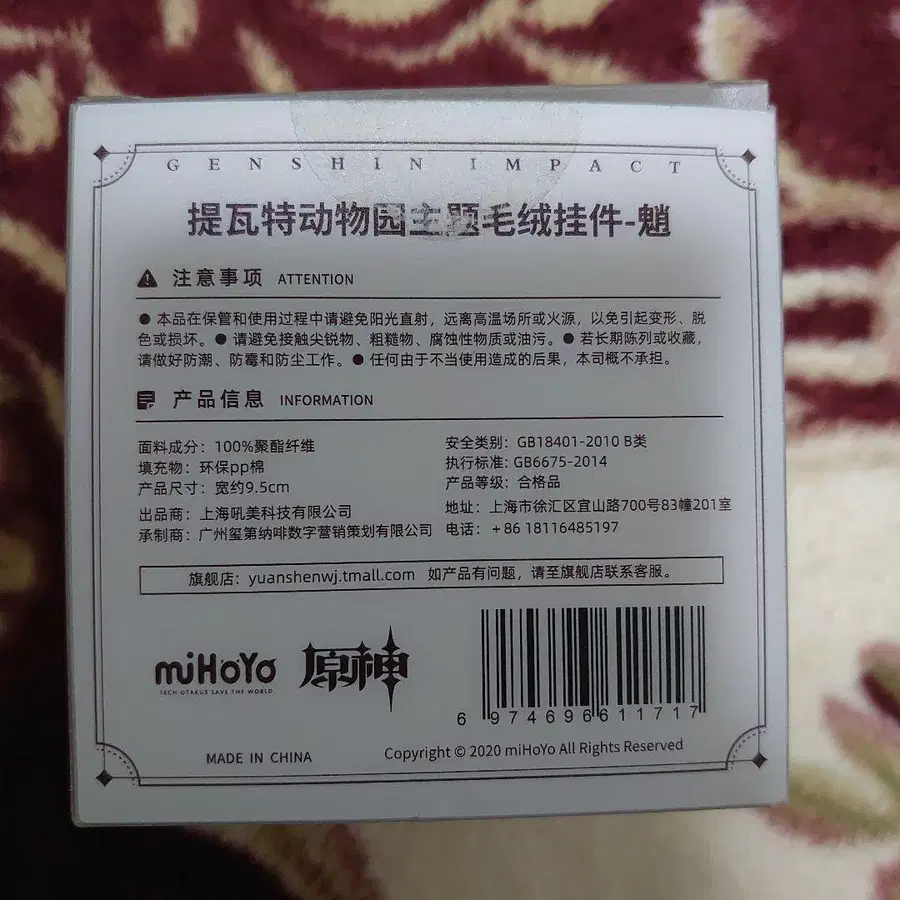 GENSHIN IMPACT
提瓦特动物园主题毛绒挂件-魈
注意事项 ATTENTION
● 本品在保管和使用过程中请避免阳光直射，远离高温场所或火源，以免引起变形、脱
色或损坏。● 请避免接触尖锐物、粗糙物、腐蚀性物质或油污。● 若长期陈列或收藏，
请做好防潮、防霉和防尘工作。● 任何由于不当使用造成的后果，本司概不承担。
产品信息 INFORMATION
面料成分：100%聚酯纤维
填充物：环保pp棉
产品尺寸：宽约9.5cm
出品商：上海吼美科技有限公司
承制商：广州玺第纳啡数字营销策划有限公司
安全类别：GB18401-2010 B类
执行标准：GB6675-2014
产品等级：合格品
地址：上海市徐汇区宜山路700号83幢201室
电话：+86 18116485197
旗舰店：yuanshenwj.tmall.com 如产品有问题，请至旗舰店联系客服。
miHoYo 原神
TECH OTAKUS SAVE THE WORLD
6 974696 611717
MADE IN CHINA
Copyright © 2020 miHoYo All Rights Reserved